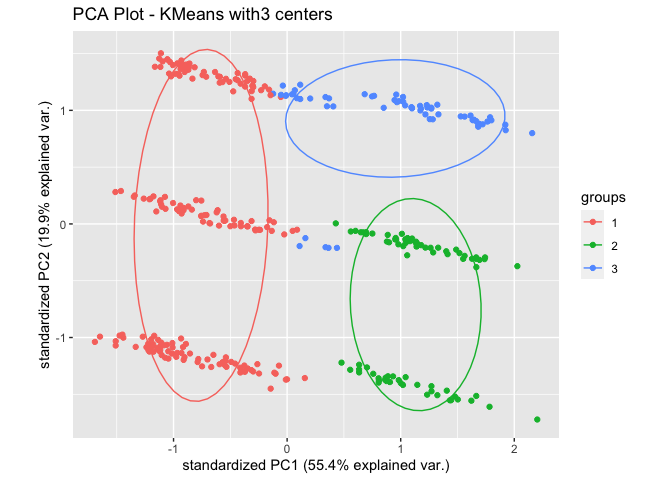 PCA Plot - KMeans with3 centers
standardized PC2 (19.9% explained var.)
1
0
-1
-1
0
1
2
standardized PC1 (55.4% explained var.)
groups
1
2
3